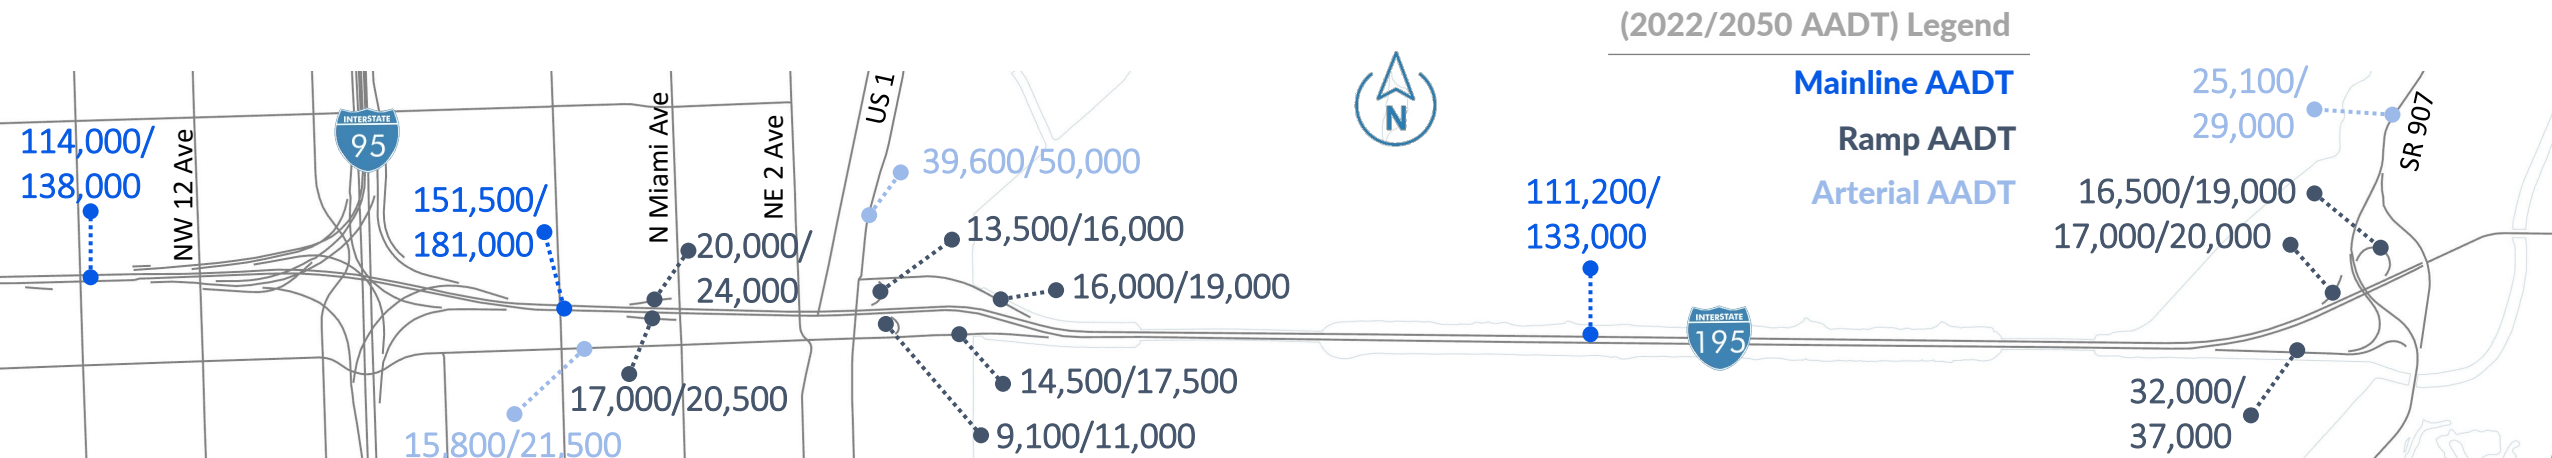 (2022/2050 AADT) Legend
Mainline AADT
Ramp AADT
Arterial AADT
114,000/
138,000
NW 12 Ave
INTERSTATE
95
151,500/
181,000
N Miami Ave
20,000/
24,000
17,000/20,500
15,800/21,500
NE 2 Ave
US 1
39,600/50,000
13,500/16,000
16,000/19,000
14,500/17,500
9,100/11,000
N
111,200/
133,000
INTERSTATE
195
25,100/
29,000
SR 907
16,500/19,000
17,000/20,000
32,000/
37,000